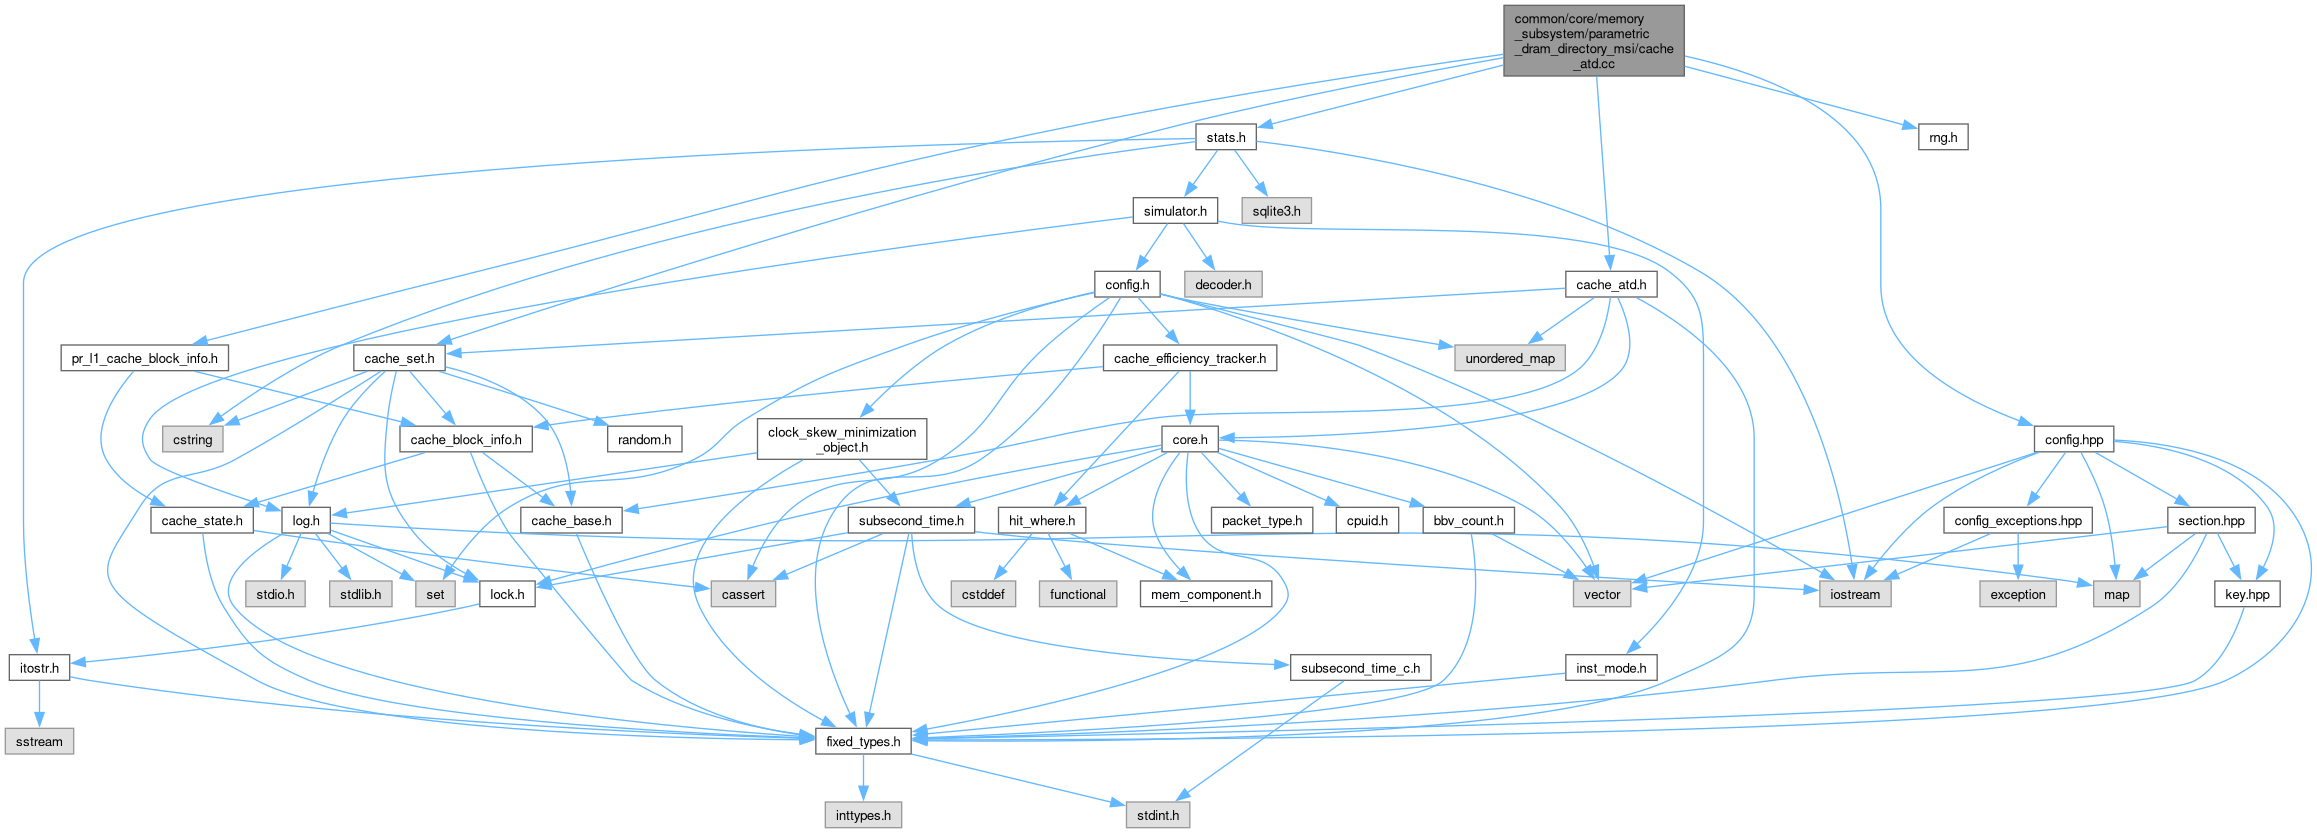 common/core/memory
_subsystem/parametric
_dram_directory_msi/cache
_atd.cc
stats.h
rng.h
simulator.h
sqlite3.h
config.h
decoder.h
cache_atd.h
pr_l1_cache_block_info.h
cache_set.h
cache_efficiency_tracker.h
unordered_map
cstring
cache_block_info.h
random.h
clock_skew_minimization
_object.h
core.h
config.hpp
cache_state.h
log.h
cache_base.h
subsecond_time.h
hit_where.h
packet_type.h
cpuid.h
bbv_count.h
config_exceptions.hpp
section.hpp
stdio.h
stdlib.h
set
lock.h
cassert
cstddef
functional
mem_component.h
vector
iostream
exception
map
key.hpp
itostr.h
subsecond_time_c.h
inst_mode.h
sstream
fixed_types.h
inttypes.h
stdint.h